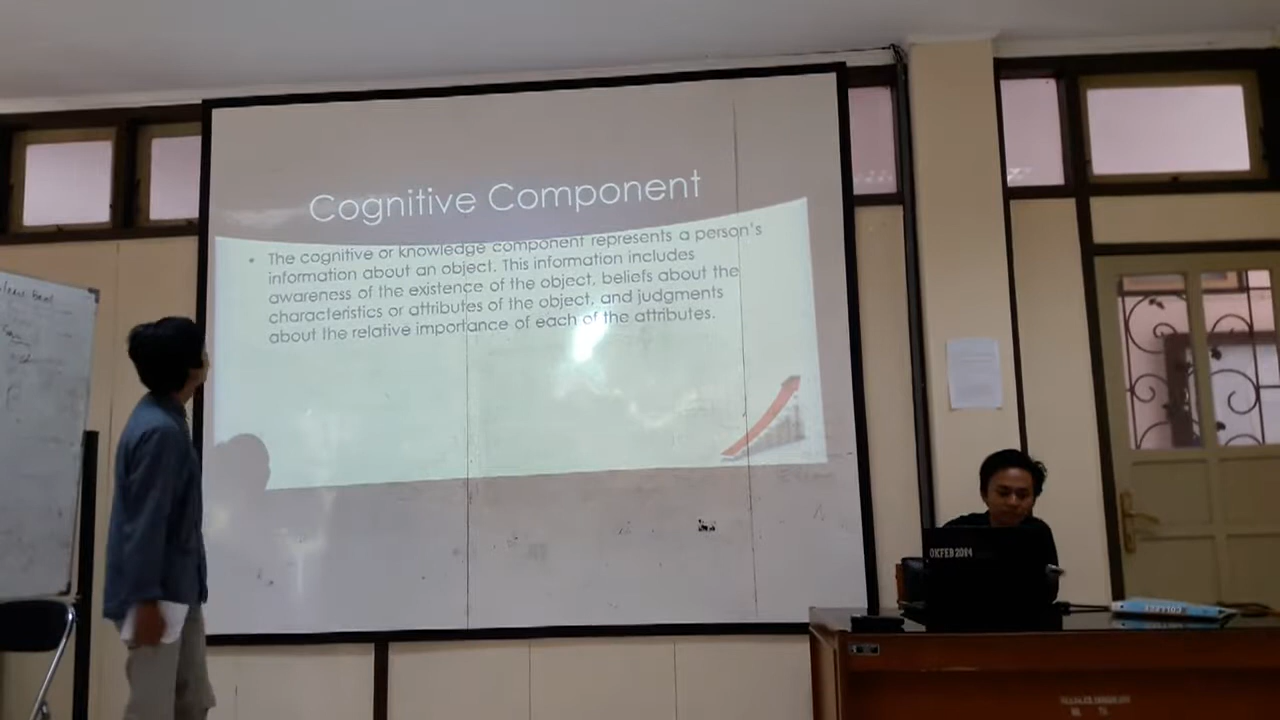 Cognitive Component
• The cognitive or knowledge component represents a person's
information about an object. This information includes
awareness of the existence of the object, beliefs about the
characteristics or attributes of the object, and judgments
about the relative importance of each of the attributes.
OKFEB2014